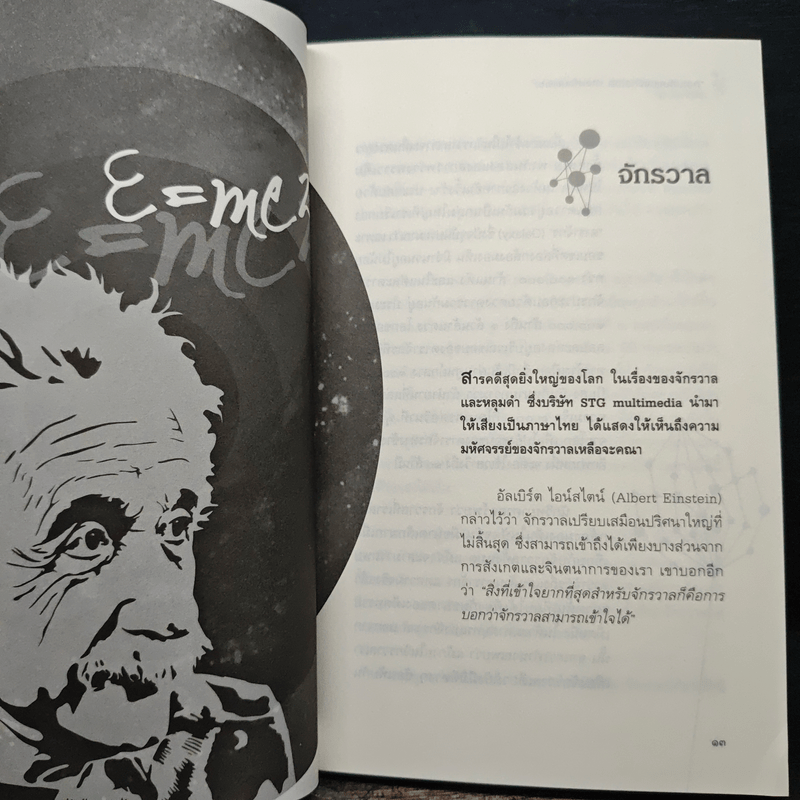 E=mc2
E=mc
จักรวาล
สารคดีสุดยิ่งใหญ่ของโลก ในเรื่องของจักรวาล
และหลุมดำ ซึ่งบริษัท STG multimedia นำมา
ให้เสียงเป็นภาษาไทย ได้แสดงให้เห็นถึงความ
มหัศจรรย์ของจักรวาลเหลือจะคณา
อัลเบิร์ต ไอน์สไตน์ (Albert Einstein)
กล่าวไว้ว่า จักรวาลเปรียบเสมือนปริศนาใหญ่ที่
ไม่สิ้นสุด ซึ่งสามารถเข้าถึงได้เพียงบางส่วนจาก
การสังเกตและจินตนาการของเรา เขาบอกอีก
ว่า "สิ่งที่เข้าใจยากที่สุดสำหรับจักรวาลก็คือการ
บอกว่าจักรวาลสามารถเข้าใจได้"
๑๓